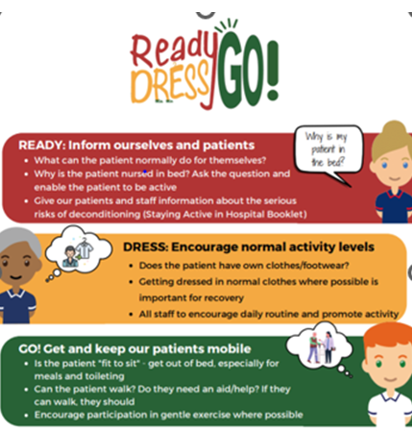 Ready
DRESS GO!
READY: Inform ourselves and patients
• What can the patient normally do for themselves?
• Why is the patient nursed in bed? Ask the question and
enable the patient to be active
• Give our patients and staff information about the serious
risks of deconditioning (Staying Active in Hospital Booklet)
Why is my
patient in
the bed?
DRESS: Encourage normal activity levels
• Does the patient have own clothes/footwear?
• Getting dressed in normal clothes where possible is
important for recovery
• All staff to encourage daily routine and promote activity
GO! Get and keep our patients mobile
• Is the patient "fit to sit" - get out of bed, especially for
meals and toileting
• Can the patient walk? Do they need an aid/help? If they
can walk, they should
• Encourage participation in gentle exercise where possible